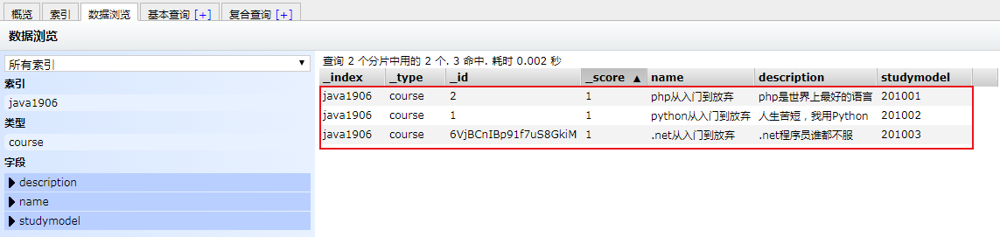 概览 索引 数据浏览 基本查询 [+] 复合查询 [+]
数据浏览
所有索引
索引
java1906
类型
course
字段
description
name
studymodel
查询 2 个分片中用的 2 个. 3 命中. 耗时 0.002 秒
_index _type _id _score ▲ name description studymodel
java1906 course 2 1 php从入门到放弃 php是世界上最好的语言 201001
java1906 course 1 1 python从入门到放弃 人生苦短，我用Python 201002
java1906 course 6VjBCnIBp91f7uS8GkiM 1 .net从入门到放弃 .net程序员谁都不服 201003